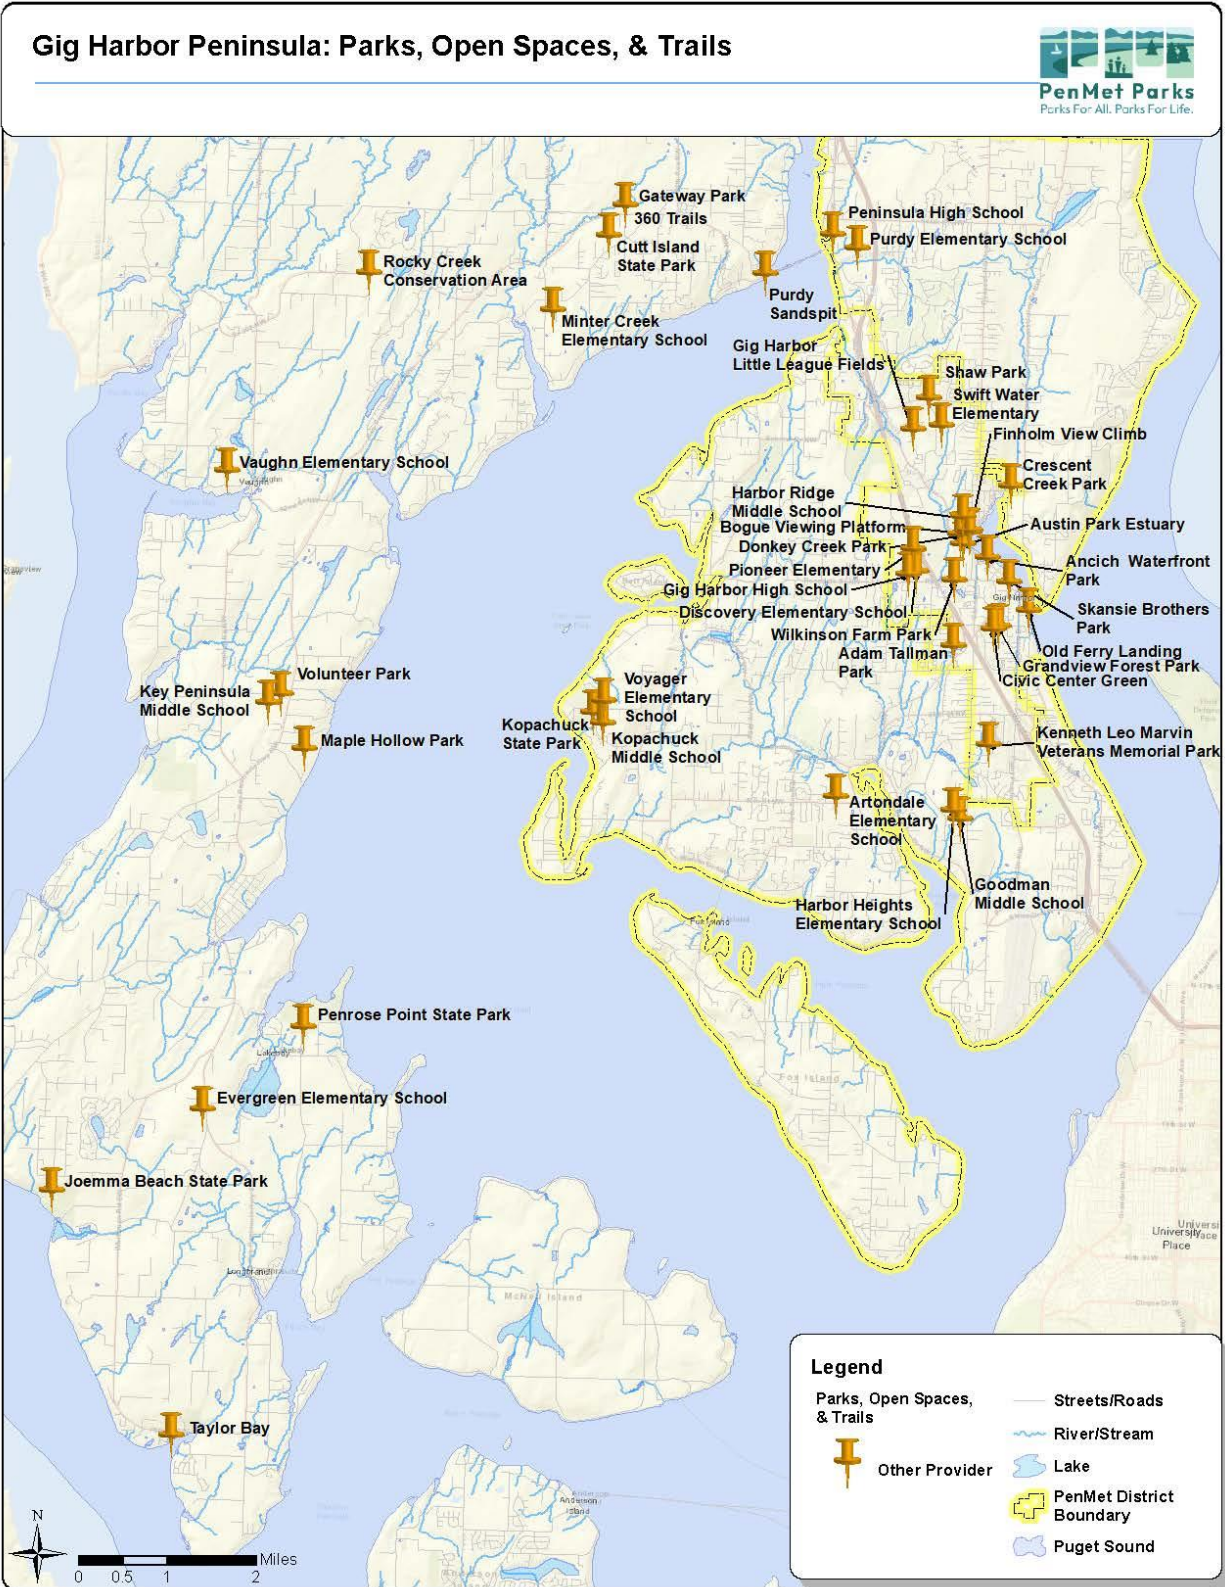 Gig Harbor Peninsula: Parks, Open Spaces, & Trails
PenMet Parks
Parks For All. Parks For Life.
Gateway Park
360 Trails
Cutt Island
State Park
Peninsula High School
Purdy Elementary School
Rocky Creek
Conservation Area
Purdy
Sandspit
Minter Creek
Elementary School
Gig Harbor
Little League Fields
Shaw Park
Swift Water
Elementary
Finholm View Climb
Vaughn Elementary School
Crescent
Creek Park
Harbor Ridge
Middle School
Bogue Viewing Platform
Austin Park Estuary
Donkey Creek Park
Ancich Waterfront
Park
Pioneer Elementary
Gig Harbor High School
Discovery Elementary School
Skansie Brothers
Park
Wilkinson Farm Park
Adam Tallman
Park
Old Ferry Landing
Grandview Forest Park
Civic Center Green
Volunteer Park
Key Peninsula
Middle School
Voyager
Elementary
School
Kopachuck
State Park
Kopachuck
Middle School
Maple Hollow Park
Kenneth Leo Marvin
Veterans Memorial Park
Artondale
Elementary
School
Goodman
Middle School
Harbor Heights
Elementary School
Fox Island
Penrose Point State Park
Evergreen Elementary School
Joemma Beach State Park
McNeil Island
University
Place
Taylor Bay
Anderson
Island
Legend
Parks, Open Spaces,
& Trails
Other Provider
Streets/Roads
River/Stream
Lake
PenMet District
Boundary
Puget Sound
N
Miles
0 0.5 1 2